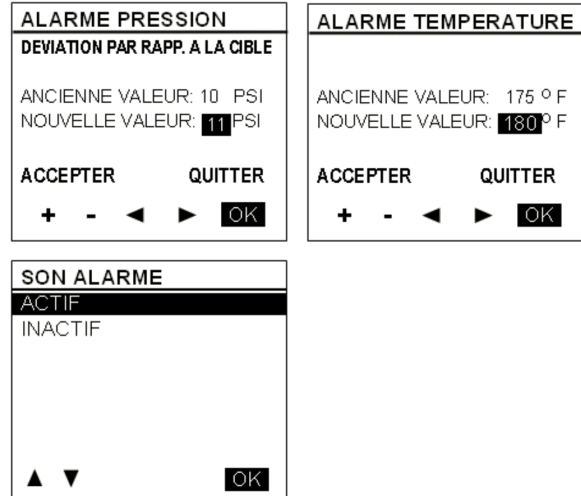 ALARME PRESSION
DEVIATION PAR RAPP. A LA CIBLE
ANCIENNE VALEUR: 10 PSI
NOUVELLE VALEUR: 11 PSI
ACCEPTER QUITTER
+ - ◄ ► OK
ALARME TEMPERATURE
ANCIENNE VALEUR: 175 º F
NOUVELLE VALEUR: 180 º F
ACCEPTER QUITTER
+ - ◄ ► OK
SON ALARME
ACTIF
INACTIF
▲ ▼ OK